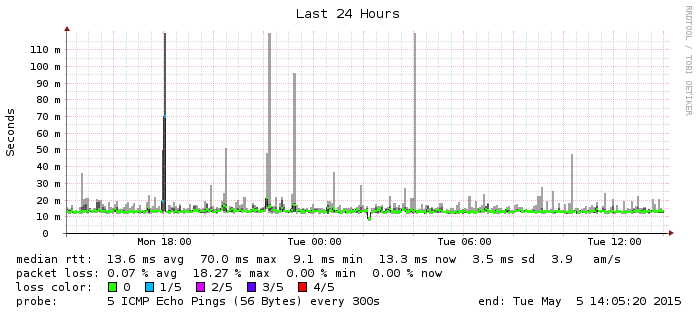 Last 24 Hours
RRDTOOL / TOBI OETIKER
Seconds
110 m
100 m
90 m
80 m
70 m
60 m
50 m
40 m
30 m
20 m
10 m
0
Mon 18:00 Tue 00:00 Tue 06:00 Tue 12:00
median rtt: 13.6 ms avg 70.0 ms max 9.1 ms min 13.3 ms now 3.5 ms sd 3.9 am/s
packet loss: 0.07 % avg 18.27 % max 0.00 % min 0.00 % now
loss color: 0 1/5 2/5 3/5 4/5
probe: 5 ICMP Echo Pings (56 Bytes) every 300s end: Tue May 5 14:05:20 2015